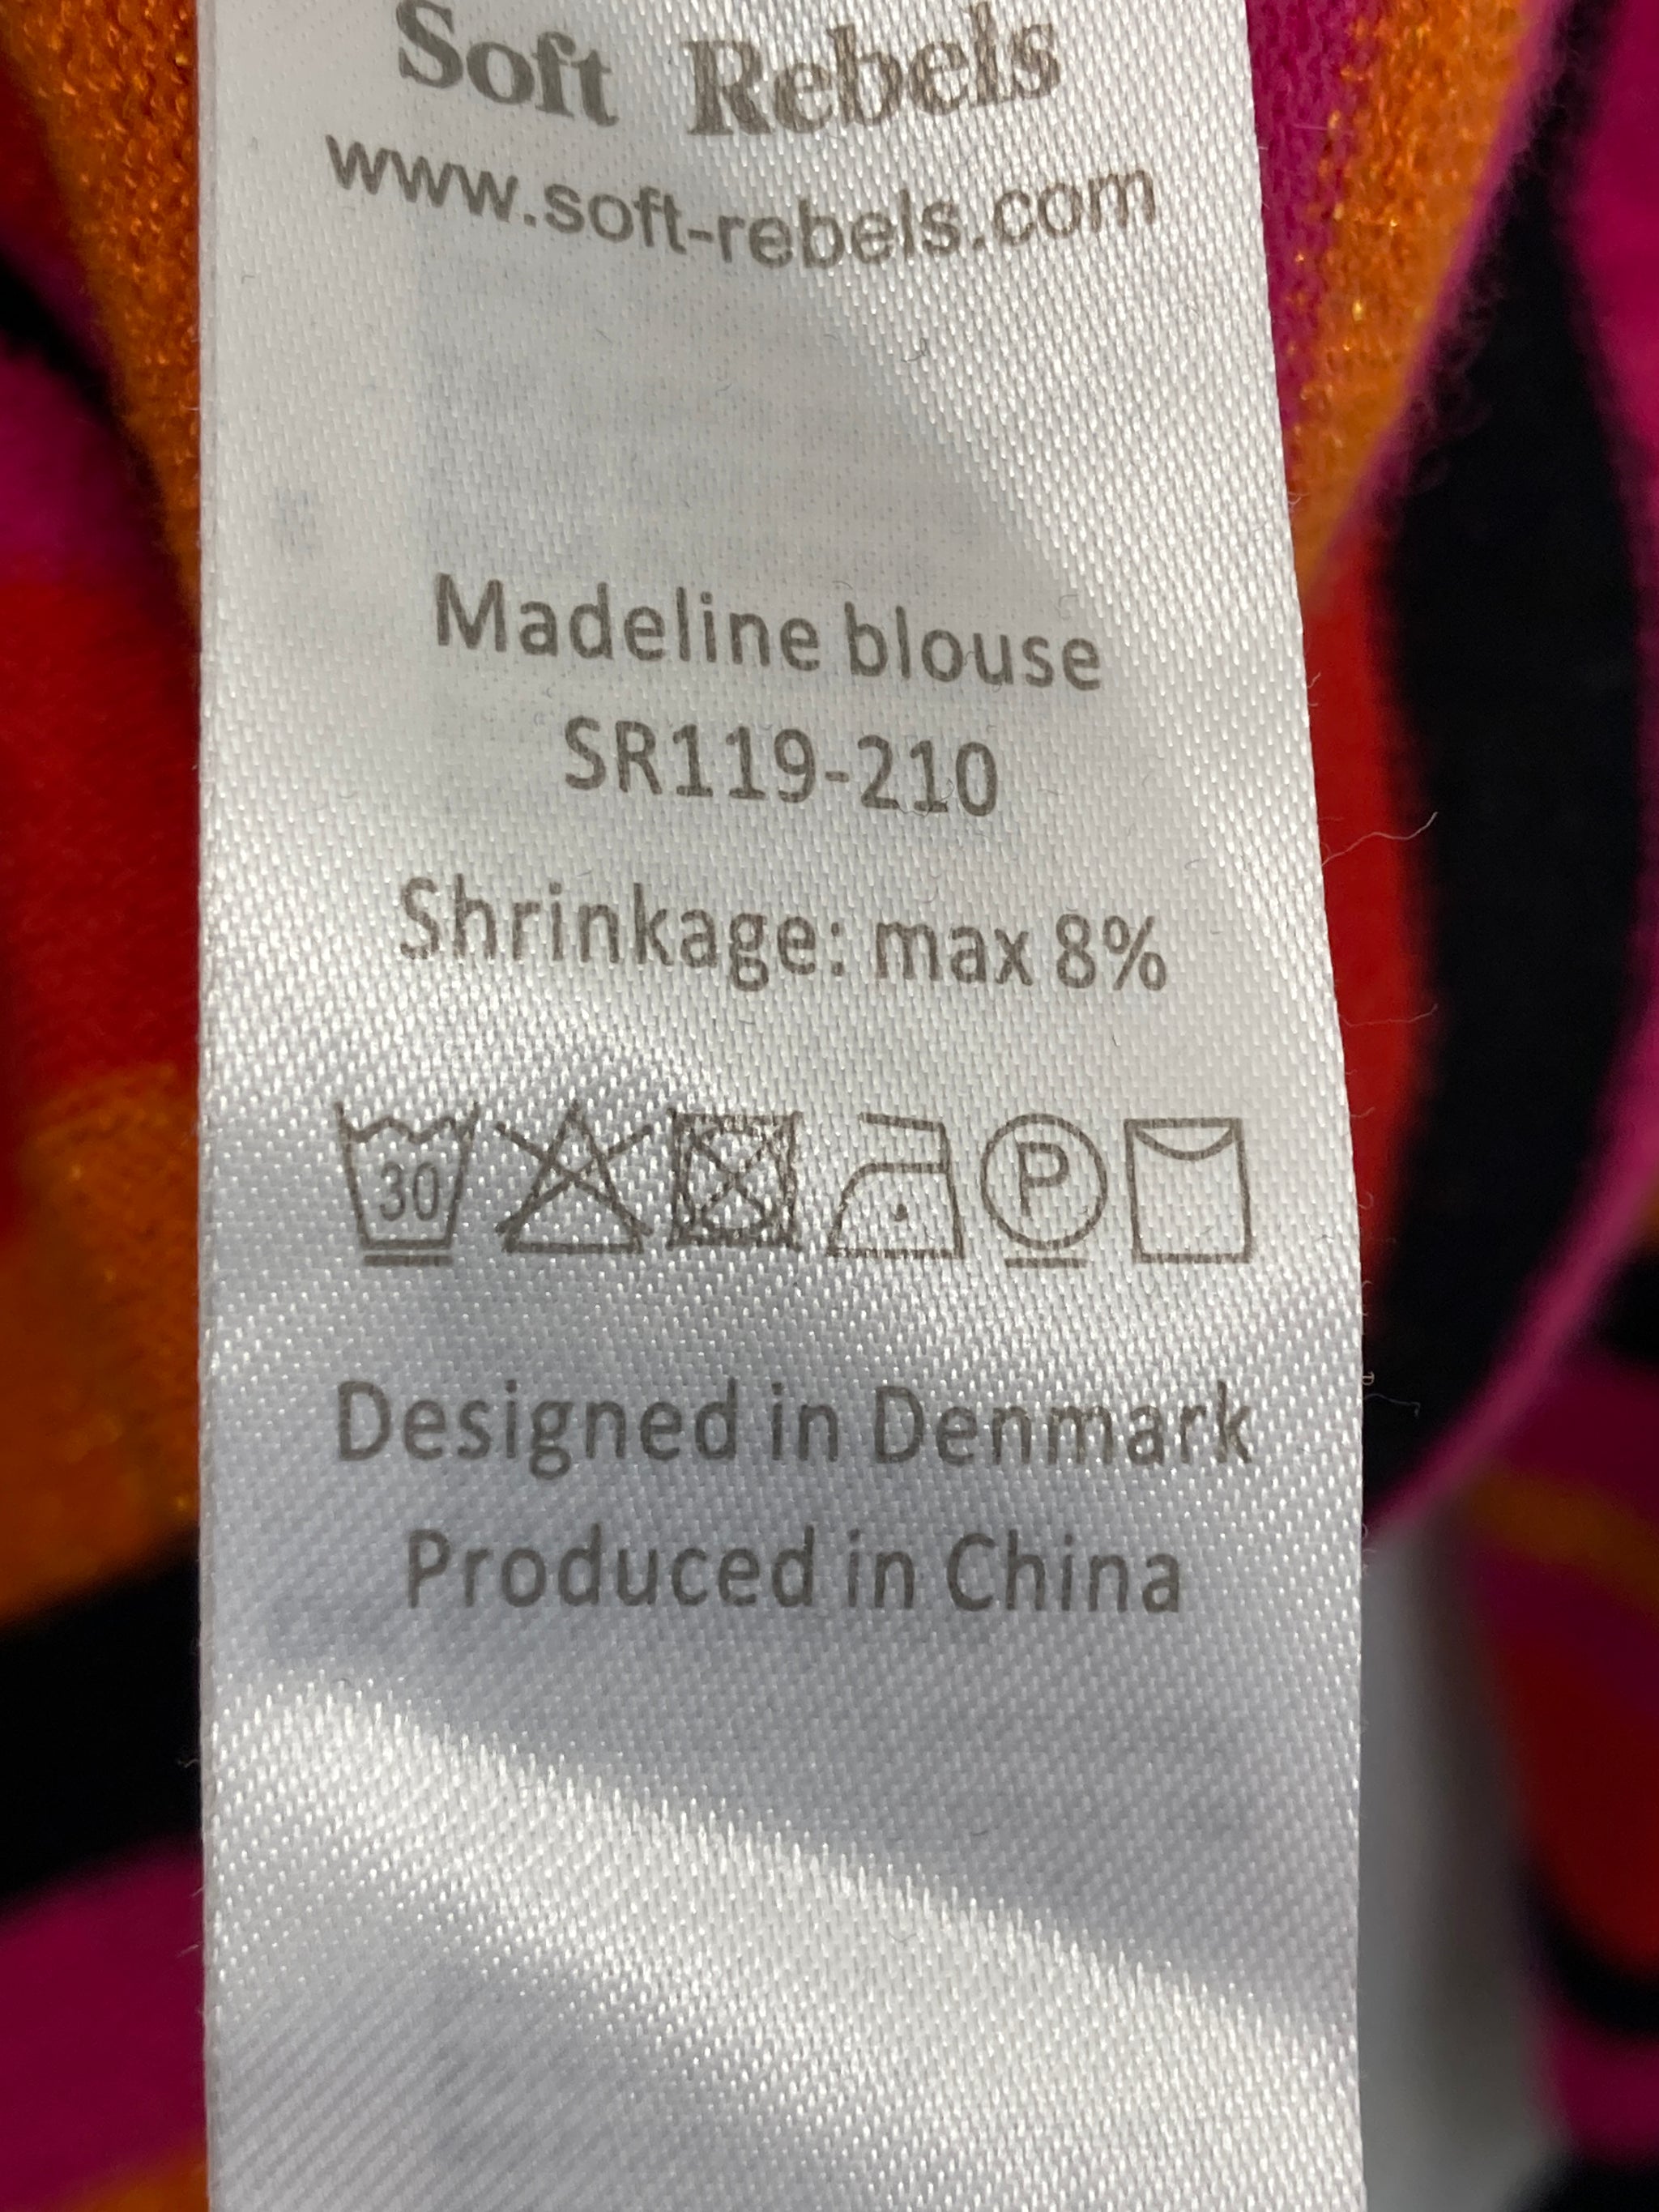 Soft Rebels
www.soft-rebels.com
Madeline blouse
SR119-210
Shrinkage: max 8%
30 P
Designed in Denmark
Produced in China